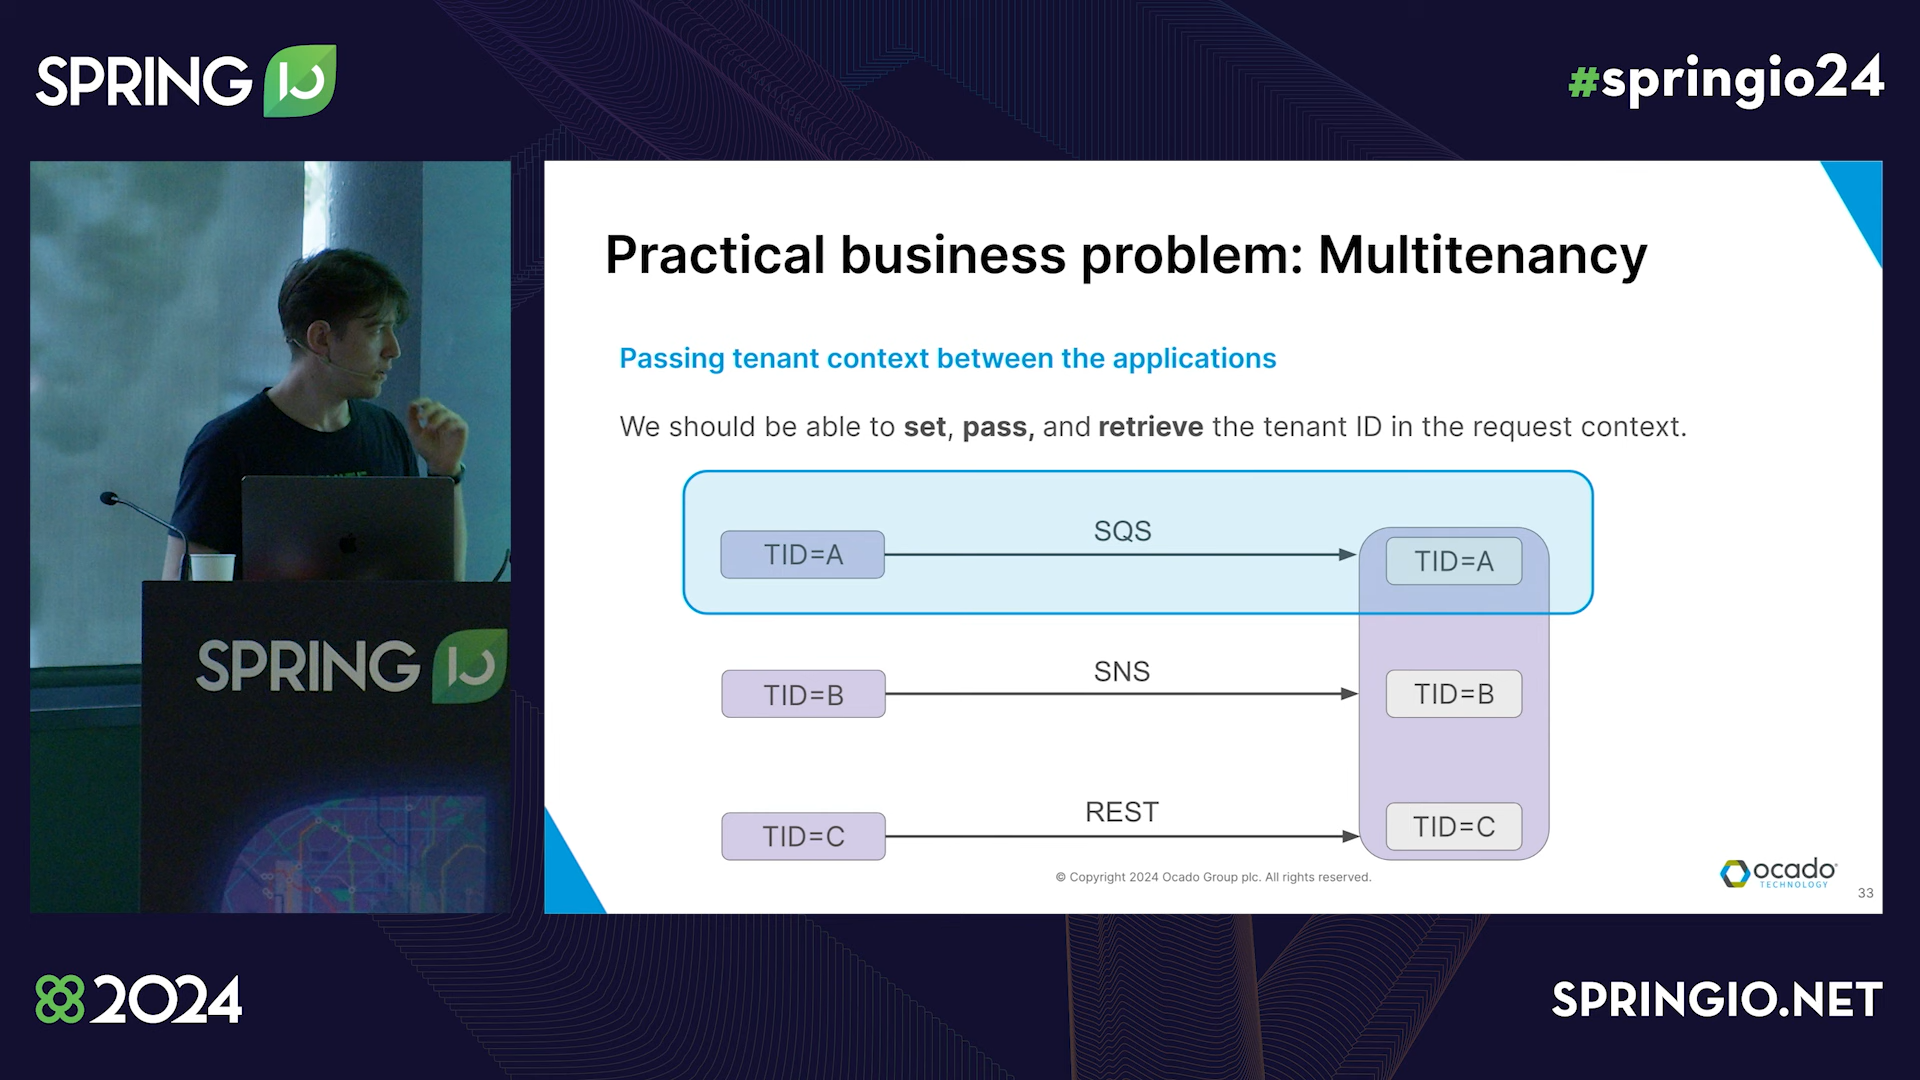 SPRING IO
#springio24
Practical business problem: Multitenancy
Passing tenant context between the applications
We should be able to set, pass, and retrieve the tenant ID in the request context.
SQS
TID=A
TID=A
SNS
TID=B
TID=B
REST
TID=C
TID=C
© Copyright 2024 Ocado Group plc. All rights reserved.
ocado
TECHNOLOGY
33
SPRING IO
2024
SPRINGIO.NET